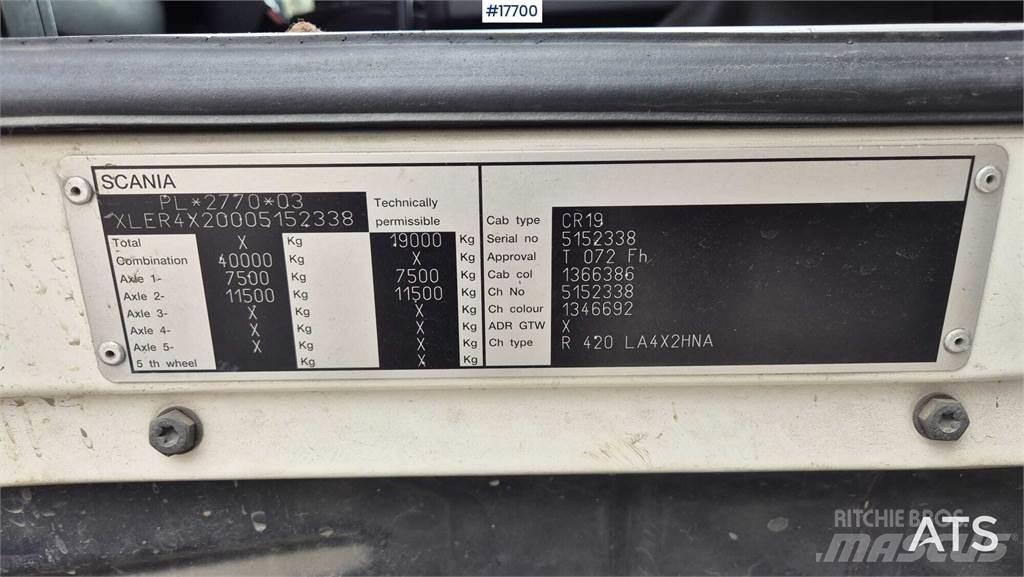 #17700
SCANIA
PL*2770*03
XLER4X20005152338
Technically permissible
Total X Kg 19000 Kg
Combination 40000 Kg X Kg
Axle 1- 7500 Kg 7500 Kg
Axle 2- 11500 Kg 11500 Kg
Axle 3- X Kg X Kg
Axle 4- X Kg X Kg
Axle 5- X Kg X Kg
5 th wheel Kg X Kg
Cab type CR19
Serial no 5152338
Approval T 072 Fh
Cab col 1366386
Ch No 5152338
Ch colour 1346692
ADR GTW X
Ch type R 420 LA4X2HNA
RITCHIE BROS
MASCUS
ATS